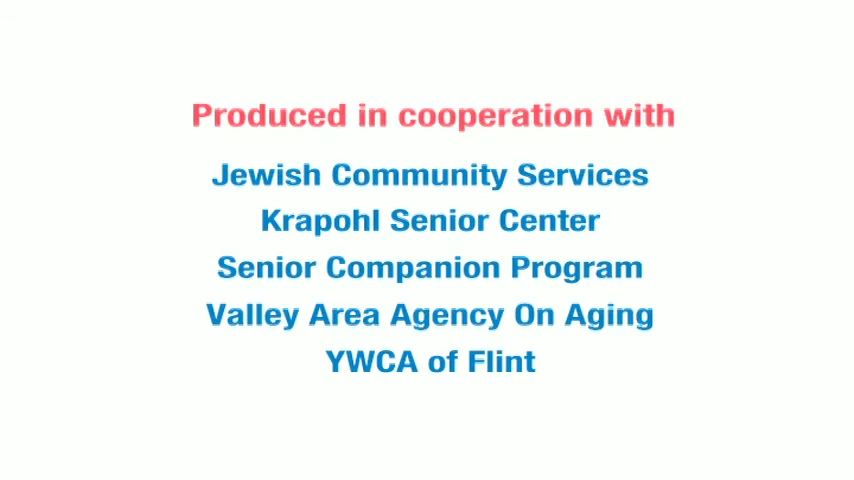 Produced in cooperation with
Jewish Community Services
Krapohl Senior Center
Senior Companion Program
Valley Area Agency On Aging
YWCA of Flint